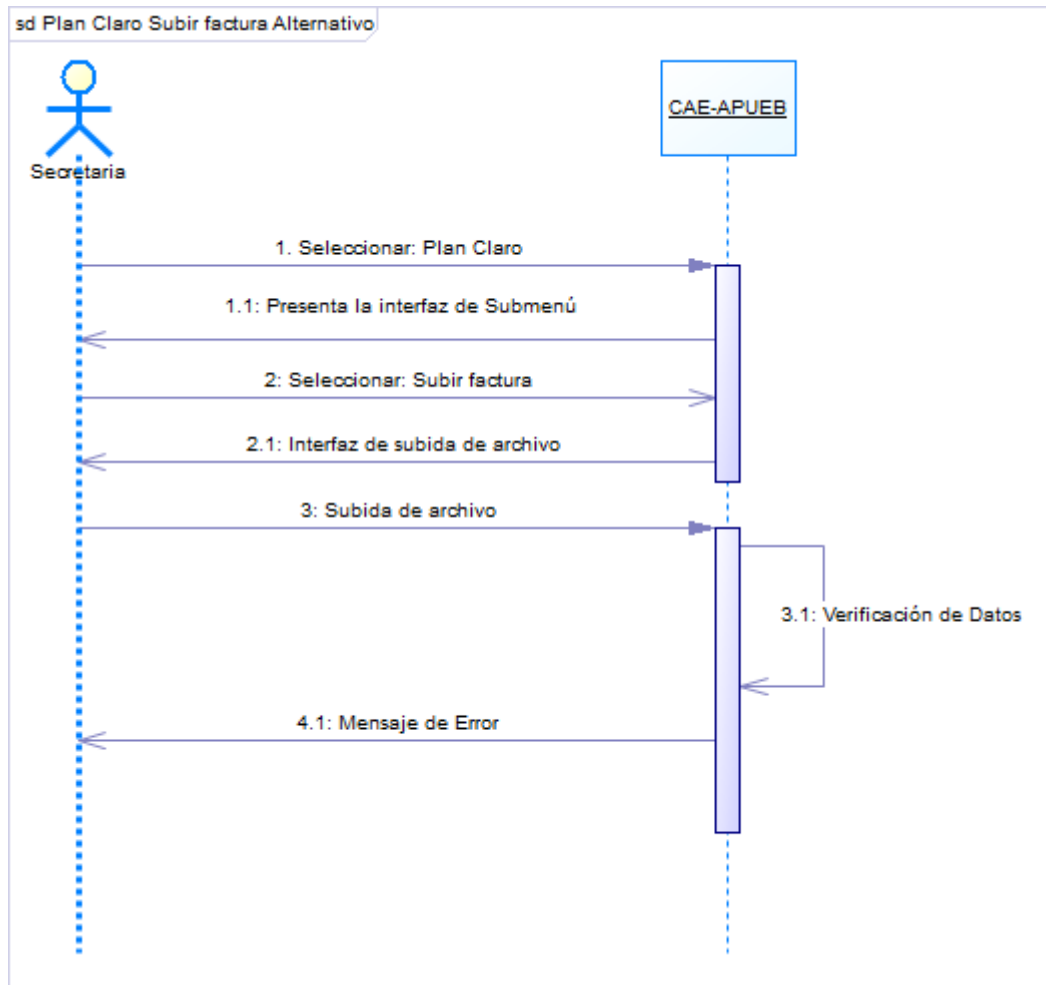 sd Plan Claro Subir factura Alternativo
Secretaria
CAE-APUEB
1. Seleccionar: Plan Claro
1.1: Presenta la interfaz de Submenú
2: Seleccionar: Subir factura
2.1: Interfaz de subida de archivo
3: Subida de archivo
3.1: Verificación de Datos
4.1: Mensaje de Error